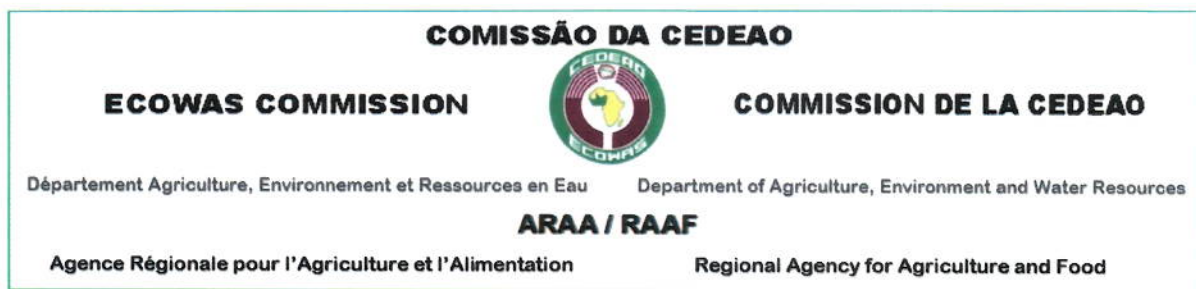 COMISSÃO DA CEDEAO
CEDEAO
ECOWAS COMMISSION
COMMISSION DE LA CEDEAO
ECOWAS
Département Agriculture, Environnement et Ressources en Eau
Department of Agriculture, Environment and Water Resources
ARAA / RAAF
Agence Régionale pour l'Agriculture et l'Alimentation
Regional Agency for Agriculture and Food